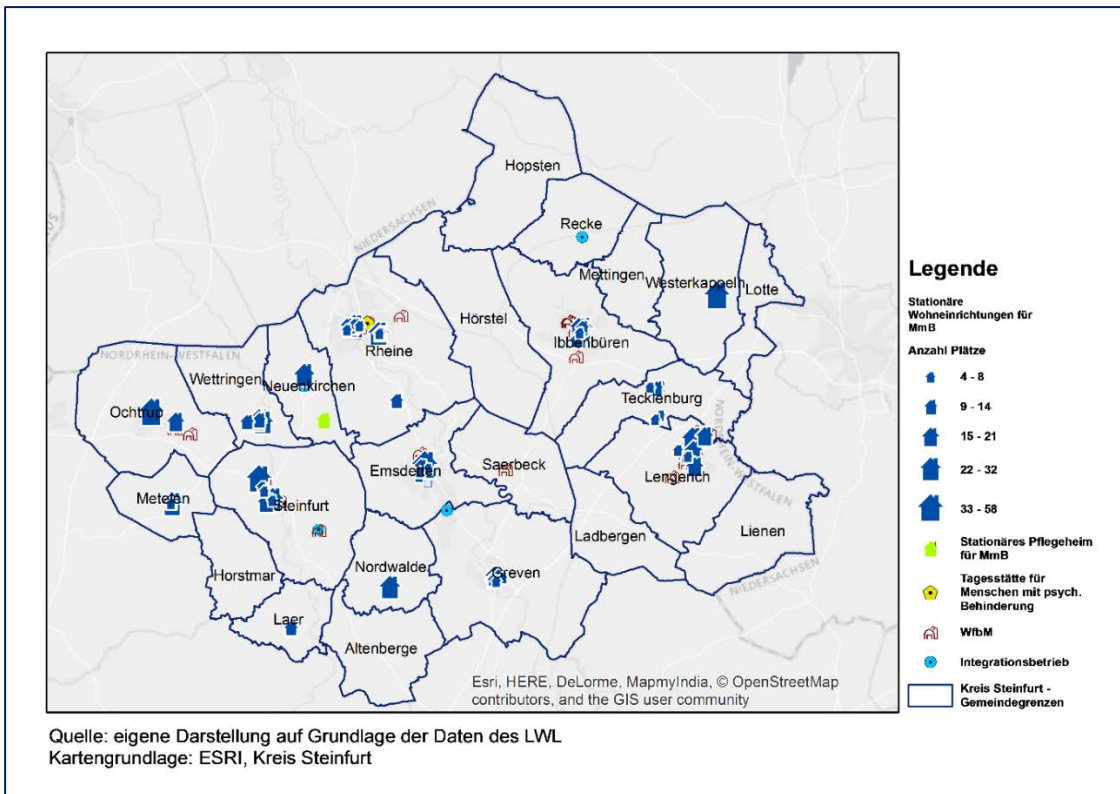 Hopsten
Recke
Mettingen
Westerkappeln
Lotte
NIEDERSACHSEN
Hörstel
Ibbenbüren
Rheine
NORDRHEIN-WESTFALEN
Wettringen
Neuenkirchen
Ochtrup
Tecklenburg
NORDRHEIN-WESTFALEN
Emsdetten
Saerbeck
Lengerich
Metelen
Steinfurt
Ladbergen
Lienen
Horstmar
Nordwalde
Greven
NIEDERSACHSEN
Laer
Altenberge
Esri, HERE, DeLorme, MapmyIndia, © OpenStreetMap
contributors, and the GIS user community
Legende
Stationäre
Wohneinrichtungen für
MmB
Anzahl Plätze
4 - 8
9 - 14
15 - 21
22 - 32
33 - 58
Stationäres Pflegeheim
für MmB
Tagesstätte für
Menschen mit psych.
Behinderung
WfbM
Integrationsbetrieb
Kreis Steinfurt -
Gemeindegrenzen
Quelle: eigene Darstellung auf Grundlage der Daten des LWL
Kartengrundlage: ESRI, Kreis Steinfurt